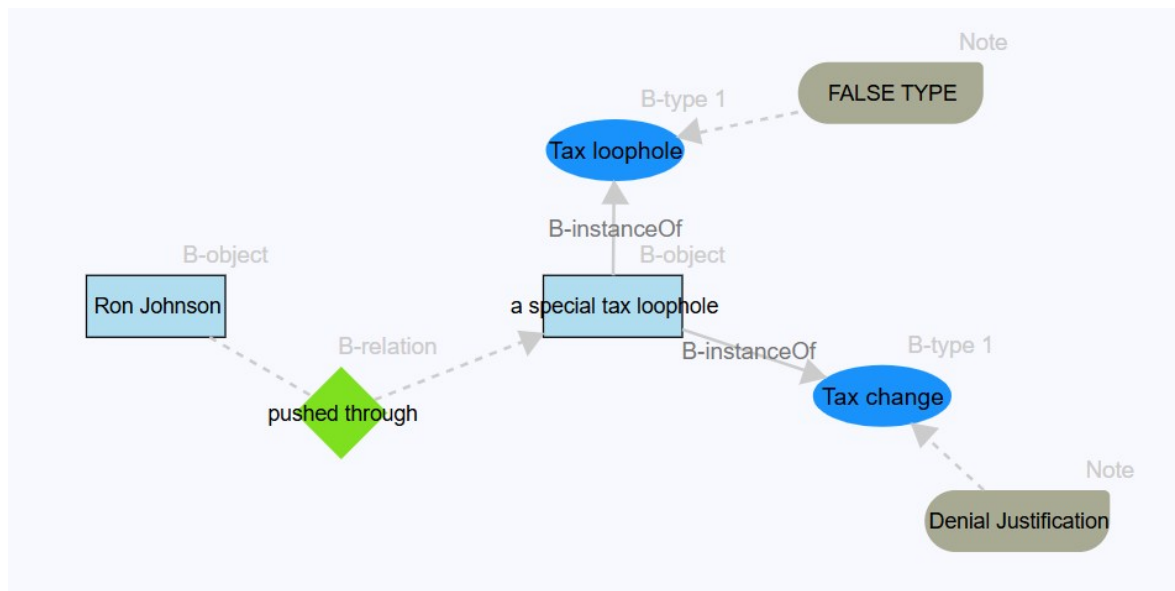 Note
FALSE TYPE
B-type 1
Tax loophole
B-instanceOf
B-object
B-object
Ron Johnson
a special tax loophole
B-relation
B-instanceOf
B-type 1
Tax change
pushed through
Note
Denial Justification